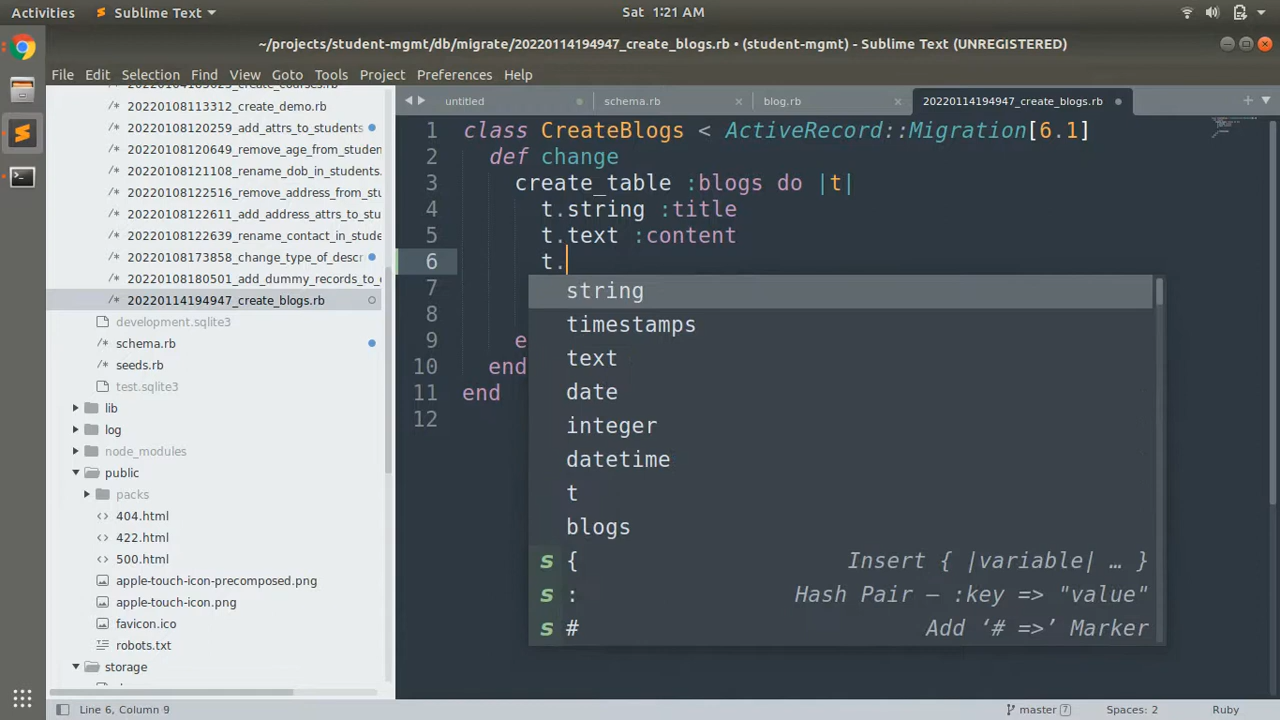 Activities Sublime Text Sat 1:21 AM
~/projects/student-mgmt/db/migrate/20220114194947_create_blogs.rb • (student-mgmt) - Sublime Text (UNREGISTERED)
File Edit Selection Find View Goto Tools Project Preferences Help
untitled schema.rb × blog.rb × 20220114194947_create_blogs.rb
/* 20220108113312_create_demo.rb
/* 20220108120259_add_attrs_to_students
/* 20220108120649_remove_age_from_studen
/* 20220108121108_rename_dob_in_students.
/* 20220108122516_remove_address_from_stu
/* 20220108122611_add_address_attrs_to_stu
/* 20220108122639_rename_contact_in_stude
/* 20220108173858_change_type_of_descr
/* 20220108180501_add_dummy_records_to_c
/* 20220114194947_create_blogs.rb
development.sqlite3
/* schema.rb
/* seeds.rb
test.sqlite3
lib
log
node_modules
public
packs
<> 404.html
<> 422.html
<> 500.html
apple-touch-icon-precomposed.png
apple-touch-icon.png
favicon.ico
robots.txt
storage
1 class CreateBlogs < ActiveRecord::Migration[6.1]
2 def change
3 create_table :blogs do |t|
4 t.string :title
5 t.text :content
6 t.
7
8
9 e
10 end
11 end
12
string
timestamps
text
date
integer
datetime
t
blogs
s { Insert { |variable| … }
s : Hash Pair — :key => "value"
s # Add ‘# =>’ Marker
Line 6, Column 9 master 7 Spaces: 2 Ruby